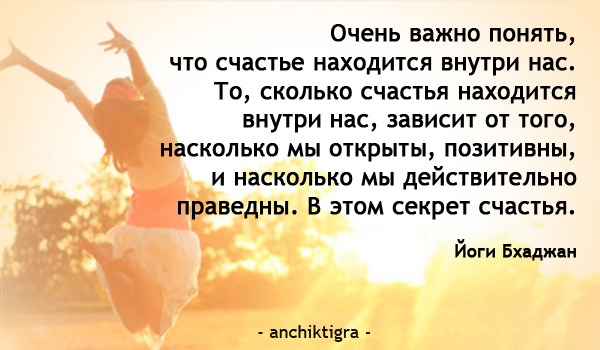 Очень важно понять,
что счастье находится внутри нас.
То, сколько счастья находится
внутри нас, зависит от того,
насколько мы открыты, позитивны,
и насколько мы действительно
праведны. В этом секрет счастья.
Йоги Бхаджан
- anchiktigra -